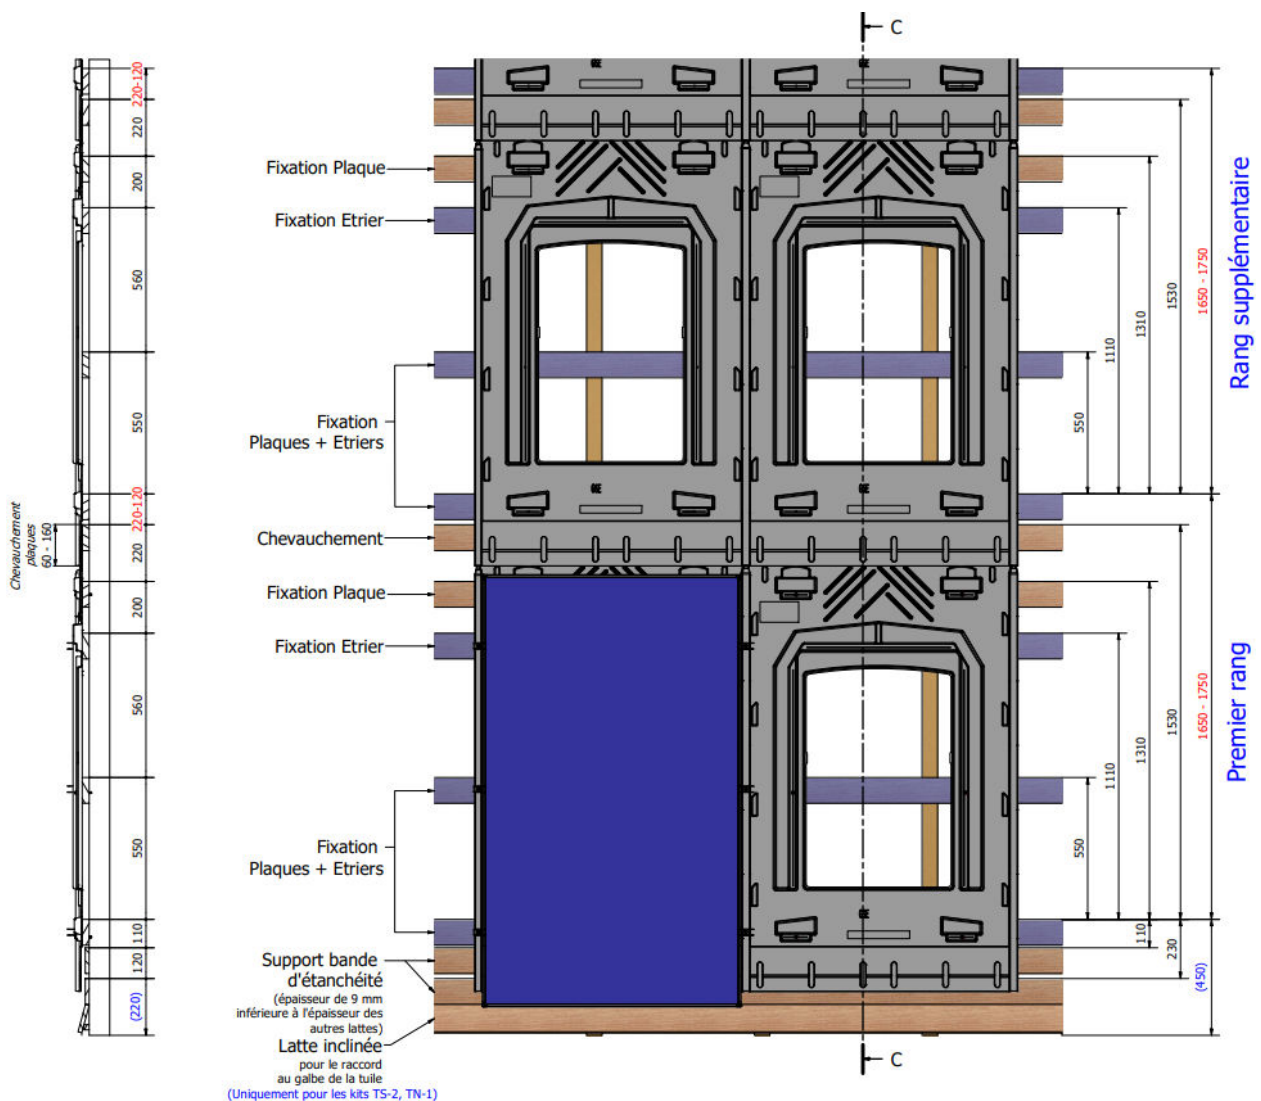 C
220-120
220
200
560
550
220-120
220
200
560
550
110
120
(220)
Chevauchement
plaques
60 - 160
Fixation Plaque
Fixation Etrier
Fixation
Plaques + Etriers
Chevauchement
Fixation Plaque
Fixation Etrier
Fixation
Plaques + Etriers
Support bande
d'étanchéité
(épaisseur de 9 mm
inférieure à l'épaisseur des
autres lattes)
Latte inclinée
pour le raccord
au galbe de la tuile
(Uniquement pour les kits TS-2, TN-1)
550
1110
1310
1530
1650 - 1750
Rang supplémentaire
550
1110
1310
1530
1650 - 1750
Premier rang
110
230
(450)
C